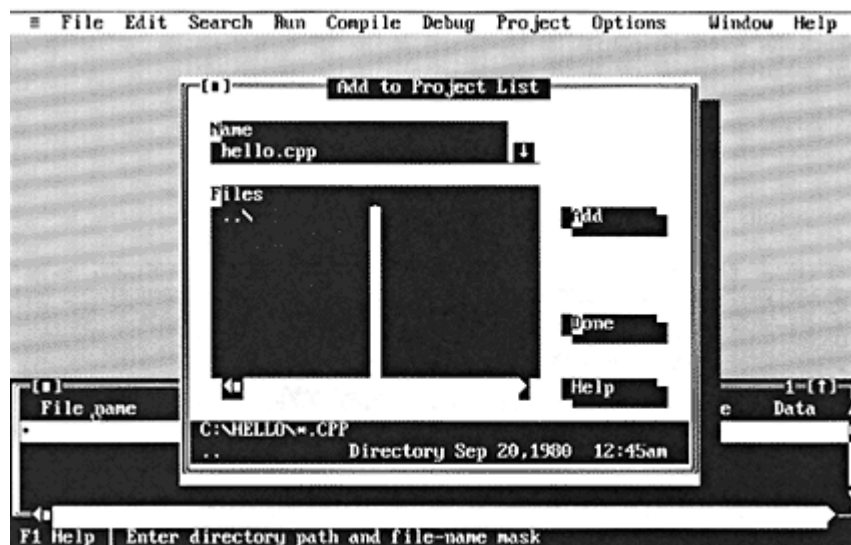 ≡ File Edit Search Run Compile Debug Project Options Window Help
[■] Add to Project List
Name
hello.cpp ↓
Files
..\
Add
Done
Help
[■] 1-[↑]
File name e Data
C:\HELLO\*.CPP
.. Directory Sep 20,1980 12:45am
F1 Help | Enter directory path and file-name mask